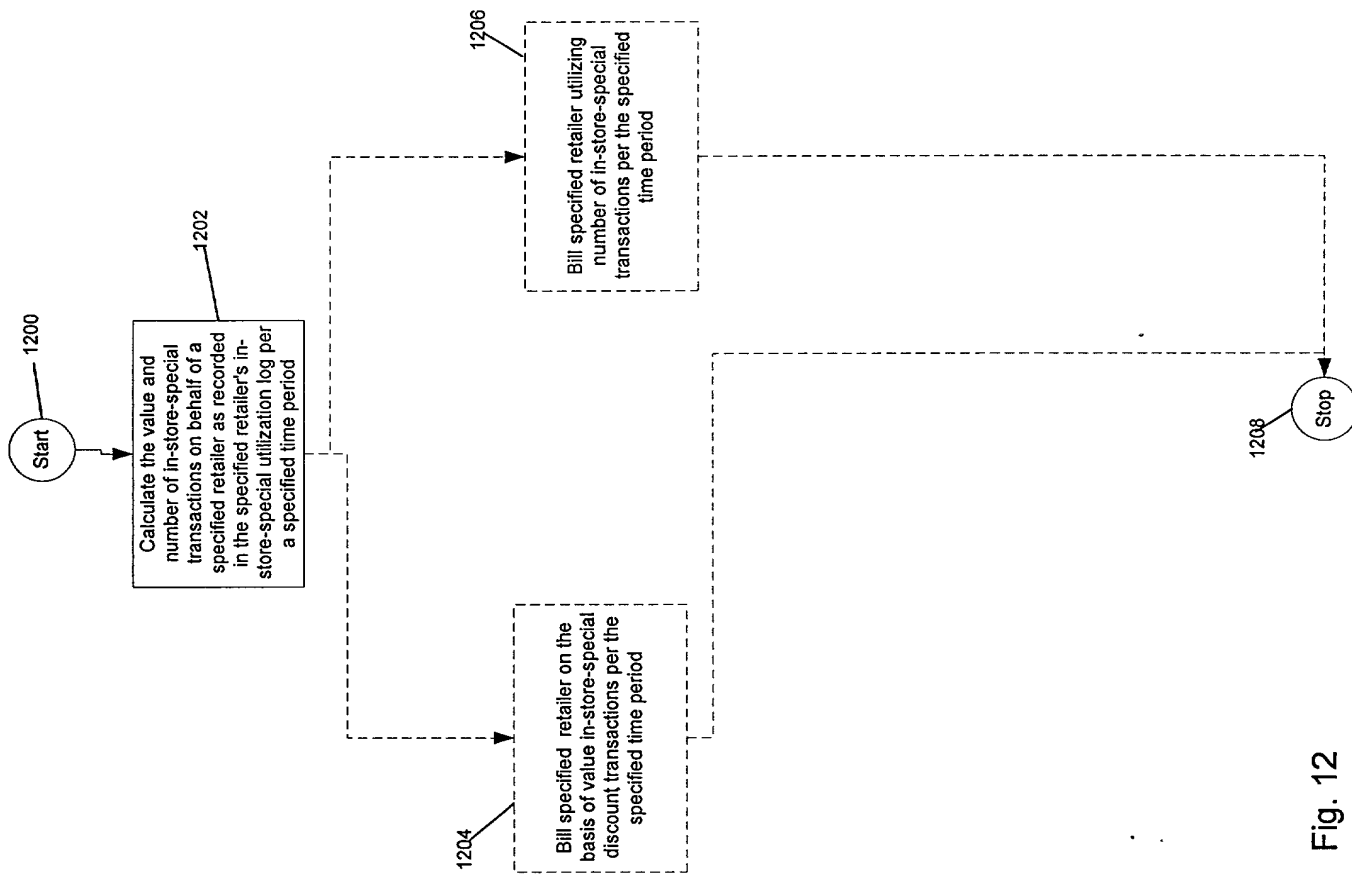 Start
1200
Calculate the value and
number of in-store-special
transactions on behalf of a
specified retailer as recorded
in the specified retailer's in-
store-special utilization log per
a specified time period
1202
1204
Bill specified retailer on the
basis of value in-store-special
discount transactions per the
specified time period
1206
Bill specified retailer utilizing
number of in-store-special
transactions per the specified
time period
1208
Stop
Fig. 12